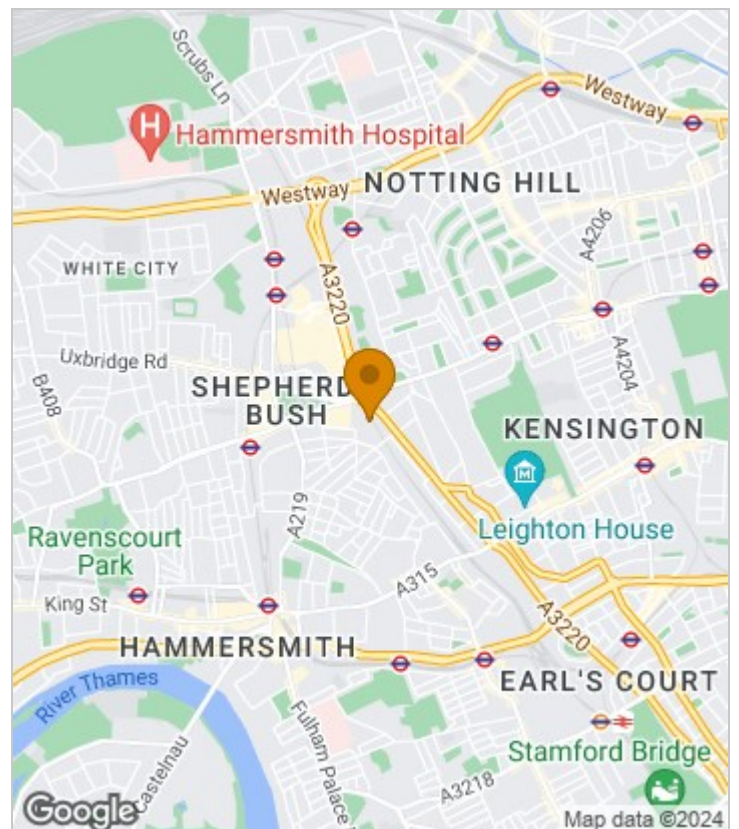 Scrubs Ln
Westway
H
Hammersmith Hospital
Westway
NOTTING HILL
A4206
WHITE CITY
A3220
Uxbridge Rd
B408
A4204
SHEPHERD
BUSH
KENSINGTON
A219
Leighton House
Ravenscourt
Park
King St
A315
A3220
HAMMERSMITH
River Thames
EARL'S COURT
Fulham Palace
Castelnau
Stamford Bridge
A3218
Google
Map data ©2024